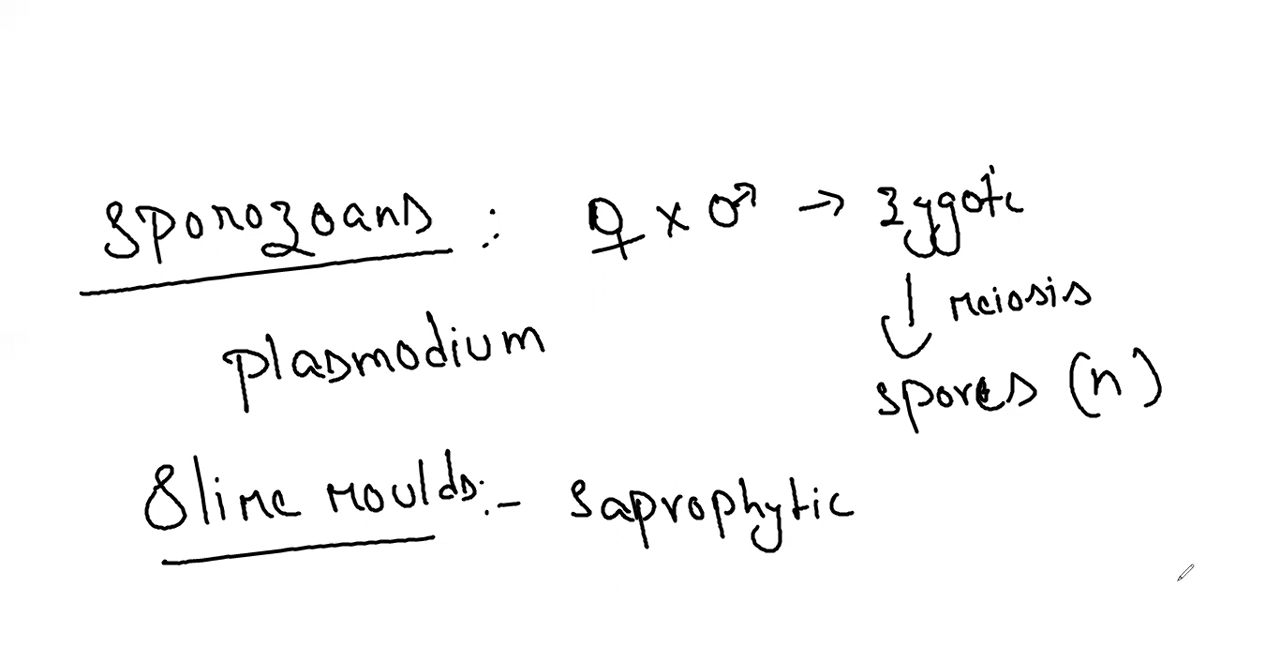 Sporozoans : ♀ × ♂ → Zygote
↓ meiosis
plasmodium
spores (n)
Slime moulds :- saprophytic